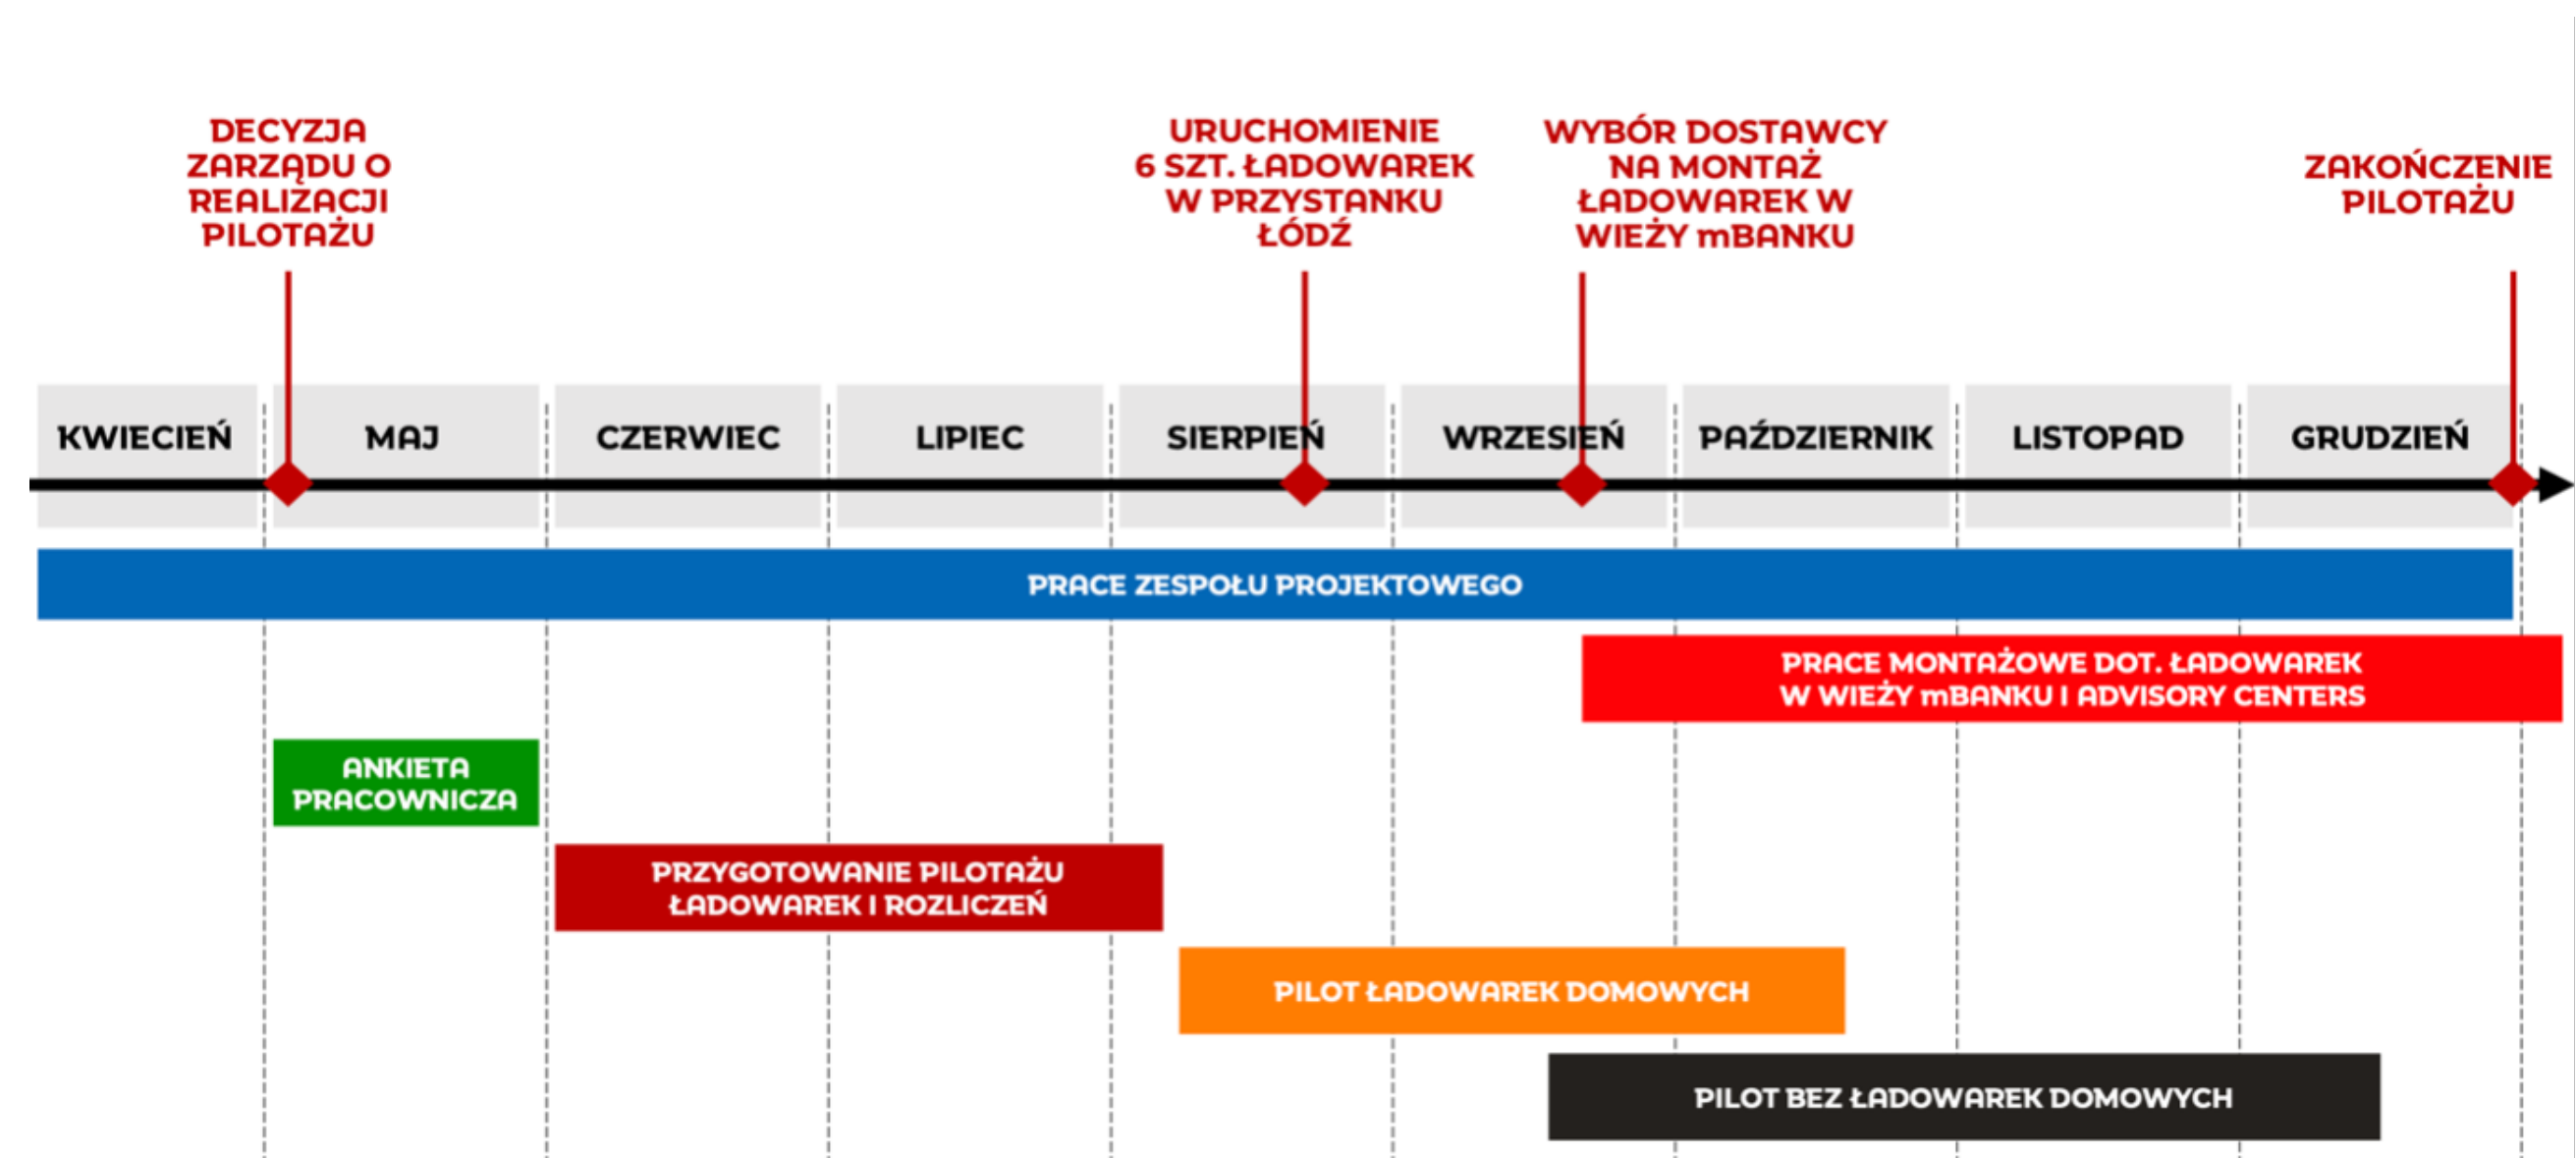 DECYZJA
ZARZĄDU O
REALIZACJI
PILOTAŻU
URUCHOMIENIE
6 SZT. ŁADOWAREK
W PRZYSTANKU
ŁÓDŹ
WYBÓR DOSTAWCY
NA MONTAŻ
ŁADOWAREK W
WIEŻY mBANKU
ZAKOŃCZENIE
PILOTAŻU
KWIECIEŃ
MAJ
CZERWIEC
LIPIEC
SIERPIEŃ
WRZESIEŃ
PAŹDZIERNIK
LISTOPAD
GRUDZIEŃ
PRACE ZESPOŁU PROJEKTOWEGO
PRACE MONTAŻOWE DOT. ŁADOWAREK
W WIEŻY mBANKU I ADVISORY CENTERS
ANKIETA
PRACOWNICZA
PRZYGOTOWANIE PILOTAŻU
ŁADOWAREK I ROZLICZEŃ
PILOT ŁADOWAREK DOMOWYCH
PILOT BEZ ŁADOWAREK DOMOWYCH